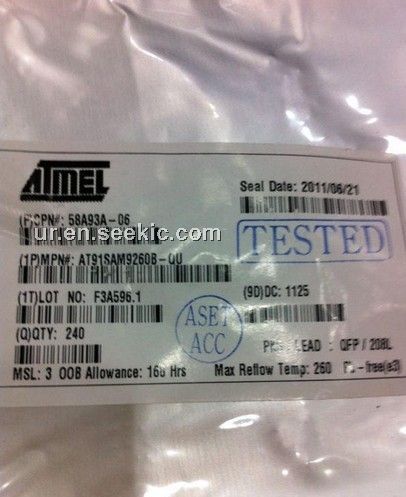 ATMEL
Seal Date: 2011/06/21
(P)CPN#: 58A93A-06
ur.en.seekic.com
TESTED
(1P)MPN#: AT91SAM9260B-QU
(1T)LOT NO: F3A596.1
(9D)DC: 1125
ASET
ACC
(Q)QTY: 240
LEAD : QFP / 208L
MSL: 3 OOB Allowance: 168 Hrs
Max Reflow Temp: 260
-free(e3)